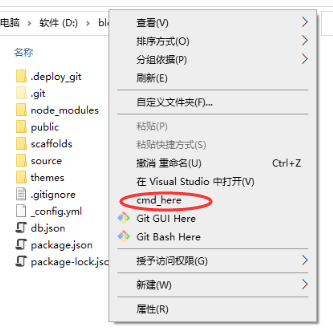 电脑 > 软件 (D:) > bl
名称
.deploy_git
.git
node_modules
public
scaffolds
source
themes
.gitignore
_config.yml
db.json
package.json
package-lock.jsc
查看(V)
排序方式(O)
分组依据(P)
刷新(E)
自定义文件夹(F)...
粘贴(P)
粘贴快捷方式(S)
撤消 重命名(U) Ctrl+Z
在 Visual Studio 中打开(V)
cmd_here
Git GUI Here
Git Bash Here
授予访问权限(G)
新建(W)
属性(R)